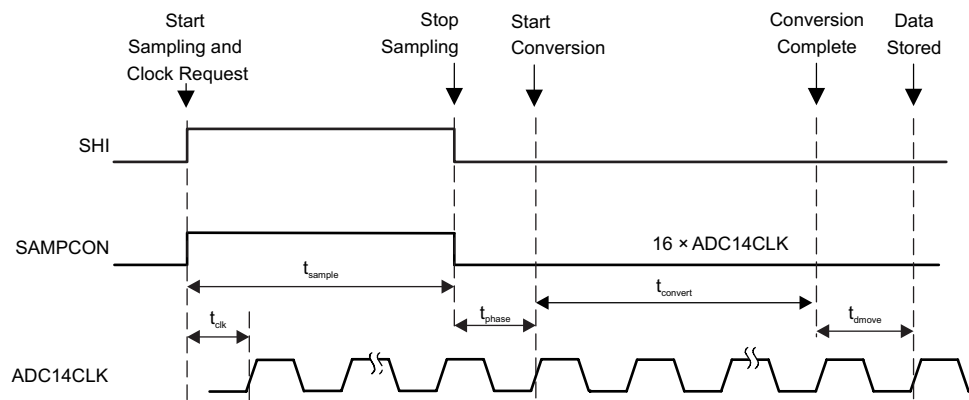 Start
Sampling and
Clock Request
Stop
Sampling
Start
Conversion
Conversion
Complete
Data
Stored
SHI
SAMPCON
16 × ADC14CLK
tsample
tconvert
tphase
tdmove
tclk
ADC14CLK